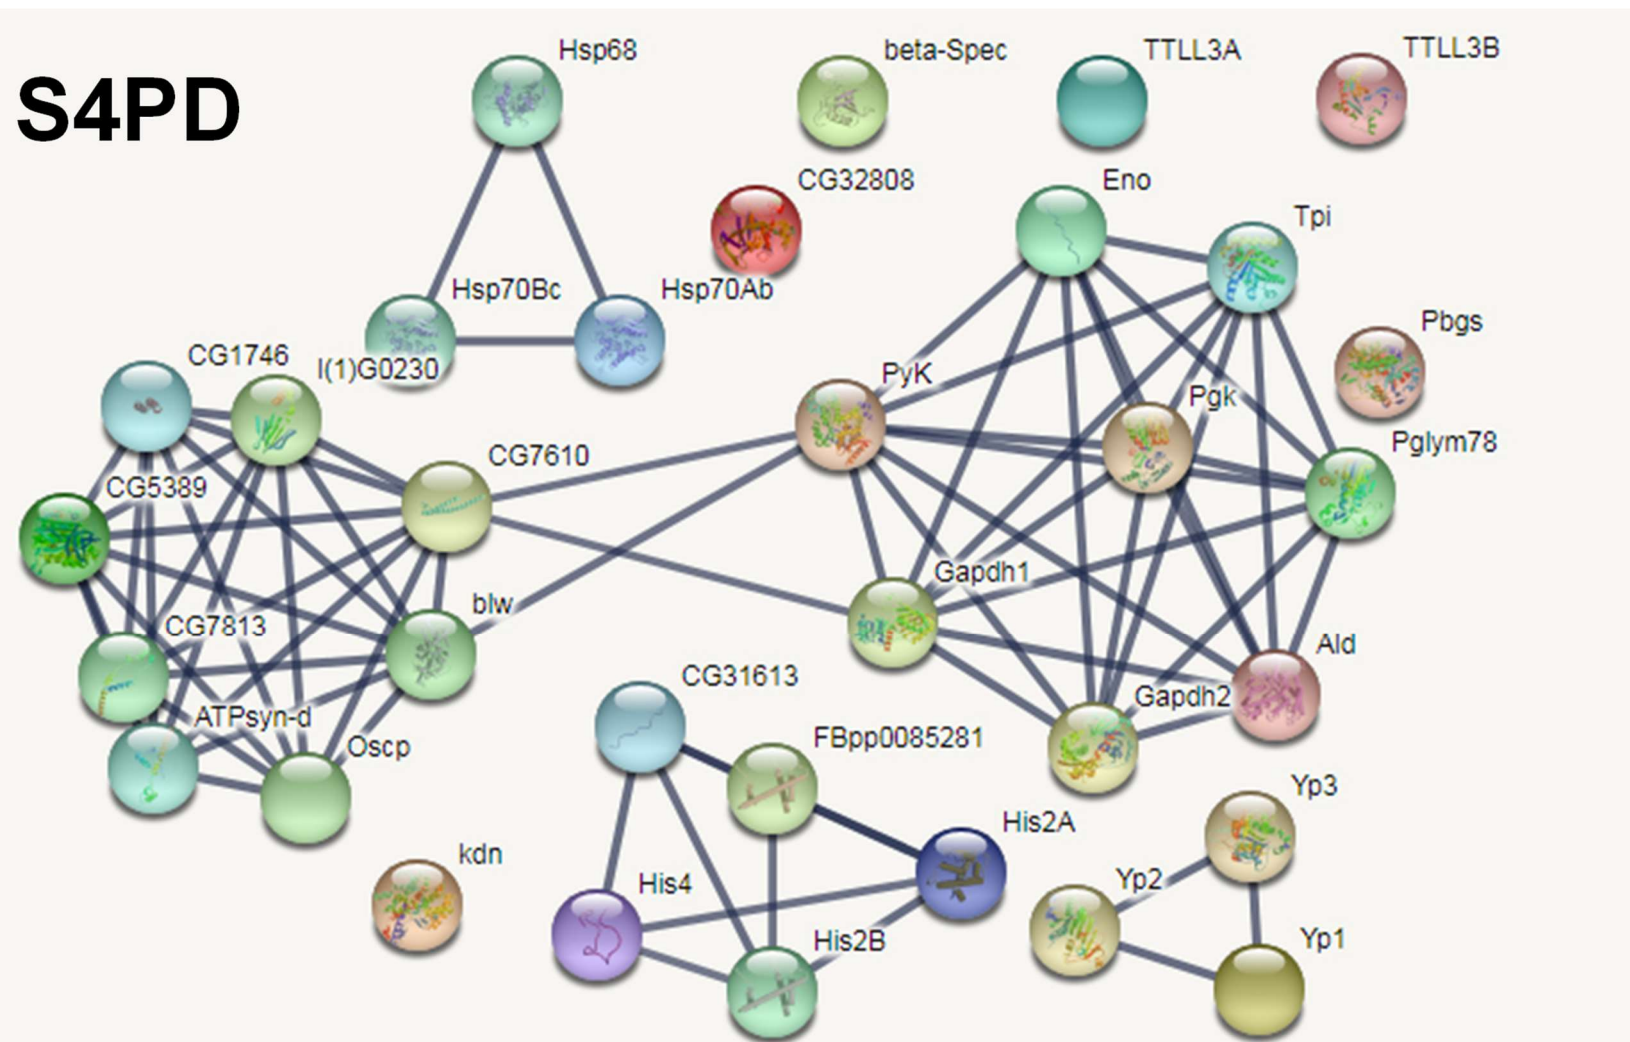 Hsp68
beta-Spec
TTLL3A
TTLL3B
S4PD
CG32808
Eno
Tpi
Hsp70Bc
Hsp70Ab
Pbgs
CG1746
l(1)G0230
PyK
Pgk
Pglym78
CG7610
CG5389
Gapdh1
blw
CG7813
Ald
CG31613
Gapdh2
ATPsyn-d
Oscp
FBpp0085281
Yp3
His2A
kdn
His4
Yp2
His2B
Yp1